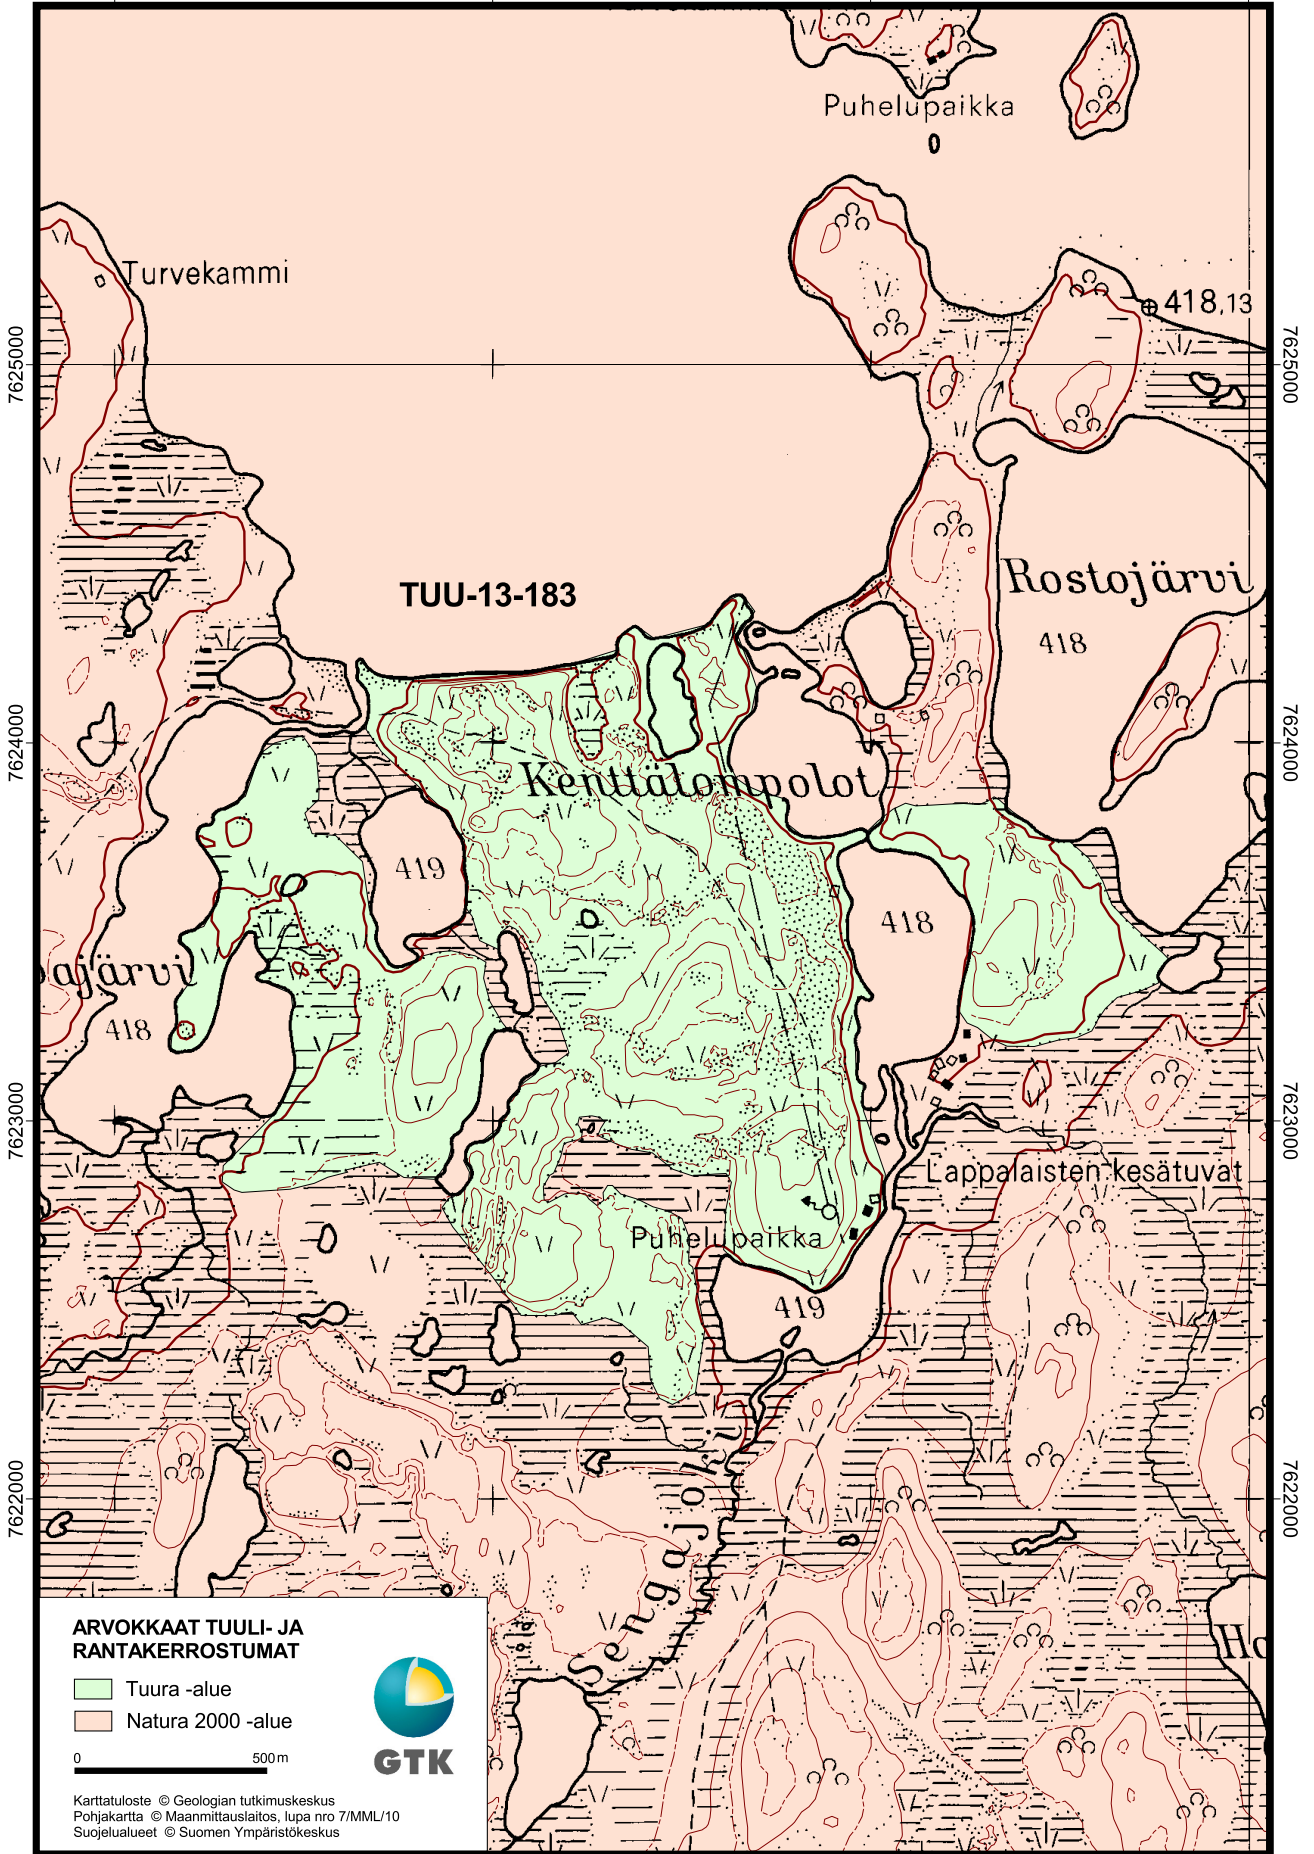 Puhelupaikka
Turvekammi
418,13
7625000
7625000
TUU-13-183
Rostojärvi
418
7624000
7624000
Kenttälompolot
419
418
ajärvi
418
7623000
7623000
Lappalaisten kesätuvat
Puhelupaikka
419
Sengajoki
7622000
7622000
Ho
ARVOKKAAT TUULI- JA
RANTAKERROSTUMAT
Tuura -alue
Natura 2000 -alue
0 500 m
GTK
Karttatuloste © Geologian tutkimuskeskus
Pohjakartta © Maanmittauslaitos, lupa nro 7/MML/10
Suojelualueet © Suomen Ympäristökeskus